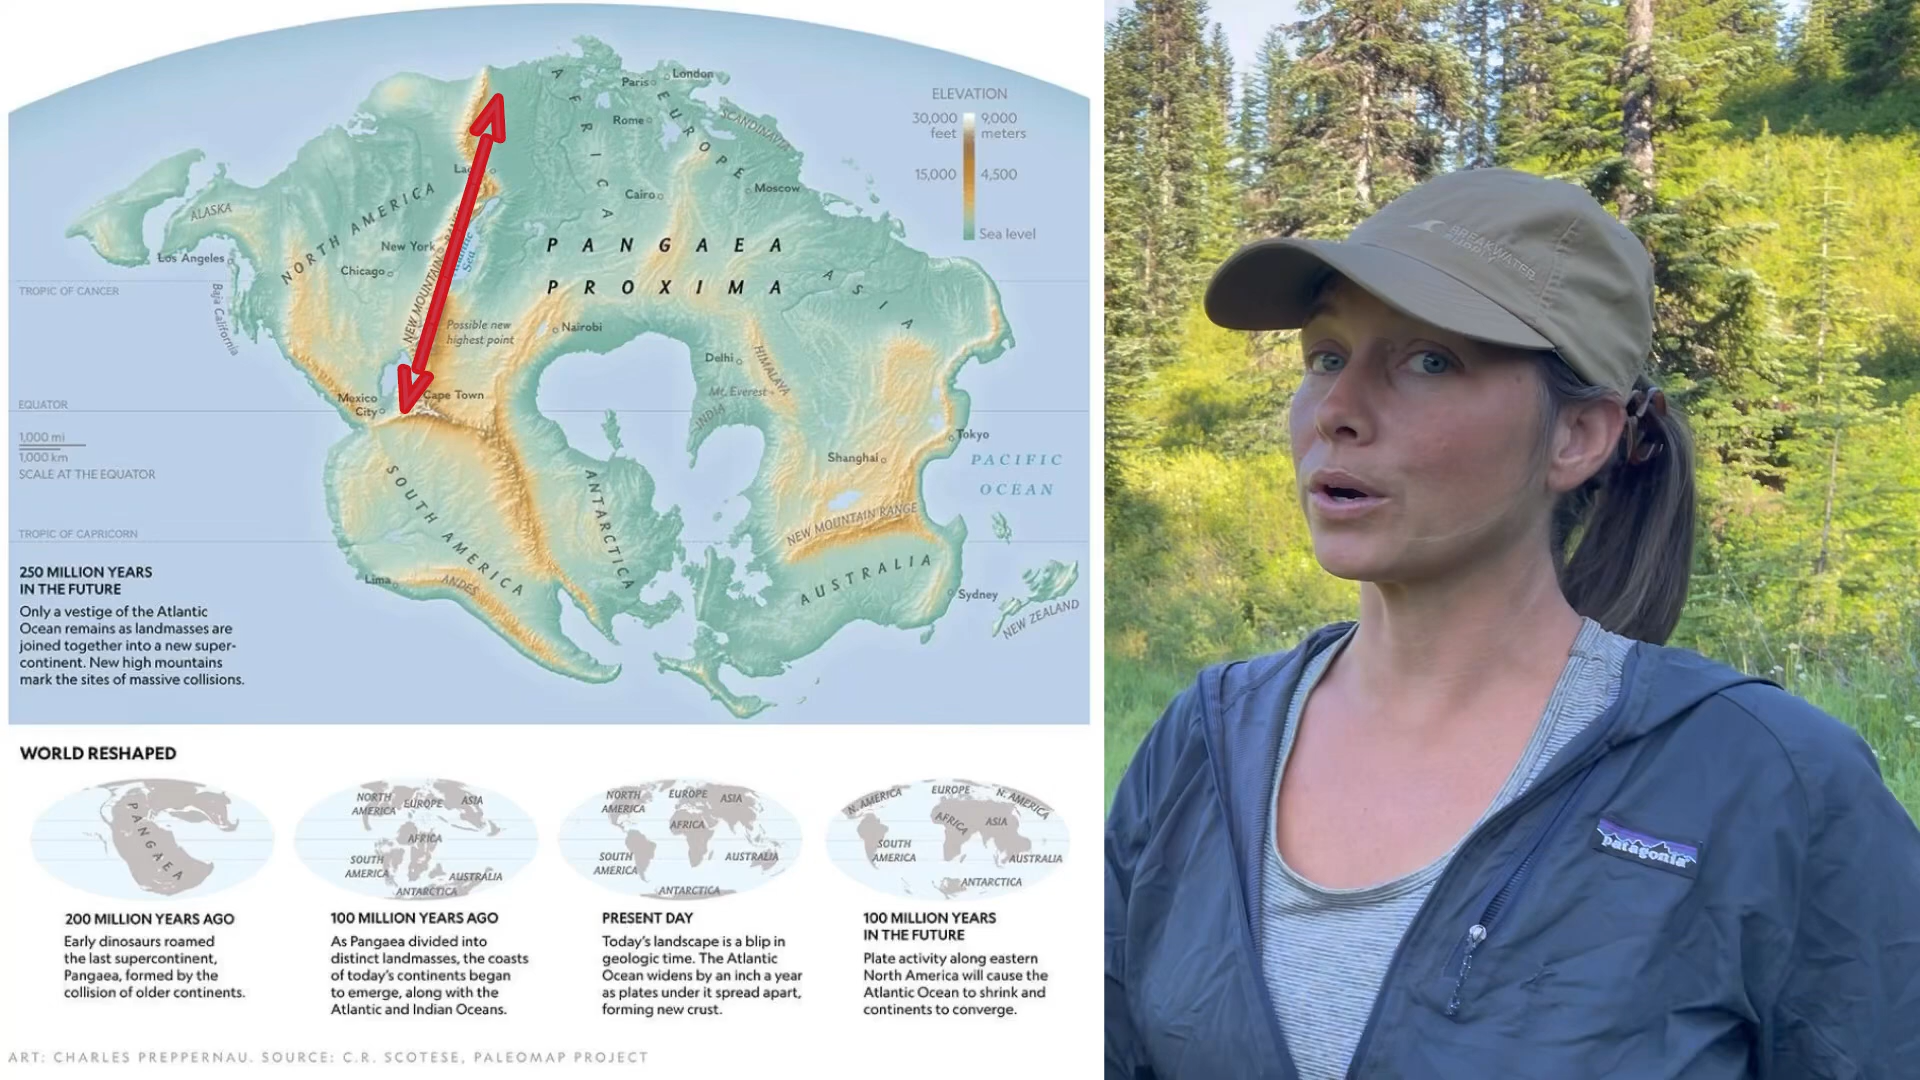 AFRICA
Paris
London
EUROPE
SCANDINAVIA
Rome
ELEVATION
30,000 feet
9,000 meters
15,000
4,500
Sea level
NORTH AMERICA
ALASKA
Cairo
Moscow
New York
Los Angeles
Chicago
PANGAEA
PROXIMA
ASIA
TROPIC OF CANCER
Baja California
NEW MOUNTAIN
Sea
Possible new
highest point
Nairobi
Delhi
HIMALAYA
Mt. Everest
INDIA
Mexico
City
Cape Town
EQUATOR
1,000 mi
1,000 km
SCALE AT THE EQUATOR
Tokyo
Shanghai
PACIFIC
OCEAN
SOUTH AMERICA
ANTARCTICA
NEW MOUNTAIN RANGE
TROPIC OF CAPRICORN
AUSTRALIA
Lima
ANDES
Sydney
NEW ZEALAND
250 MILLION YEARS
IN THE FUTURE
Only a vestige of the Atlantic
Ocean remains as landmasses are
joined together into a new super-
continent. New high mountains
mark the sites of massive collisions.
WORLD RESHAPED
PANGAEA
200 MILLION YEARS AGO
Early dinosaurs roamed
the last supercontinent,
Pangaea, formed by the
collision of older continents.
NORTH
AMERICA
EUROPE
ASIA
AFRICA
SOUTH
AMERICA
AUSTRALIA
ANTARCTICA
100 MILLION YEARS AGO
As Pangaea divided into
distinct landmasses, the coasts
of today's continents began
to emerge, along with the
Atlantic and Indian Oceans.
NORTH
AMERICA
EUROPE
ASIA
AFRICA
SOUTH
AMERICA
AUSTRALIA
ANTARCTICA
PRESENT DAY
Today's landscape is a blip in
geologic time. The Atlantic
Ocean widens by an inch a year
as plates under it spread apart,
forming new crust.
N. AMERICA
EUROPE
N. AMERICA
AFRICA
ASIA
SOUTH
AMERICA
AUSTRALIA
ANTARCTICA
100 MILLION YEARS
IN THE FUTURE
Plate activity along eastern
North America will cause the
Atlantic Ocean to shrink and
continents to converge.
ART: CHARLES PREPPERNAU. SOURCE: C.R. SCOTESE, PALEOMAP PROJECT
BREAKWATER
SUPPLY
patagonia